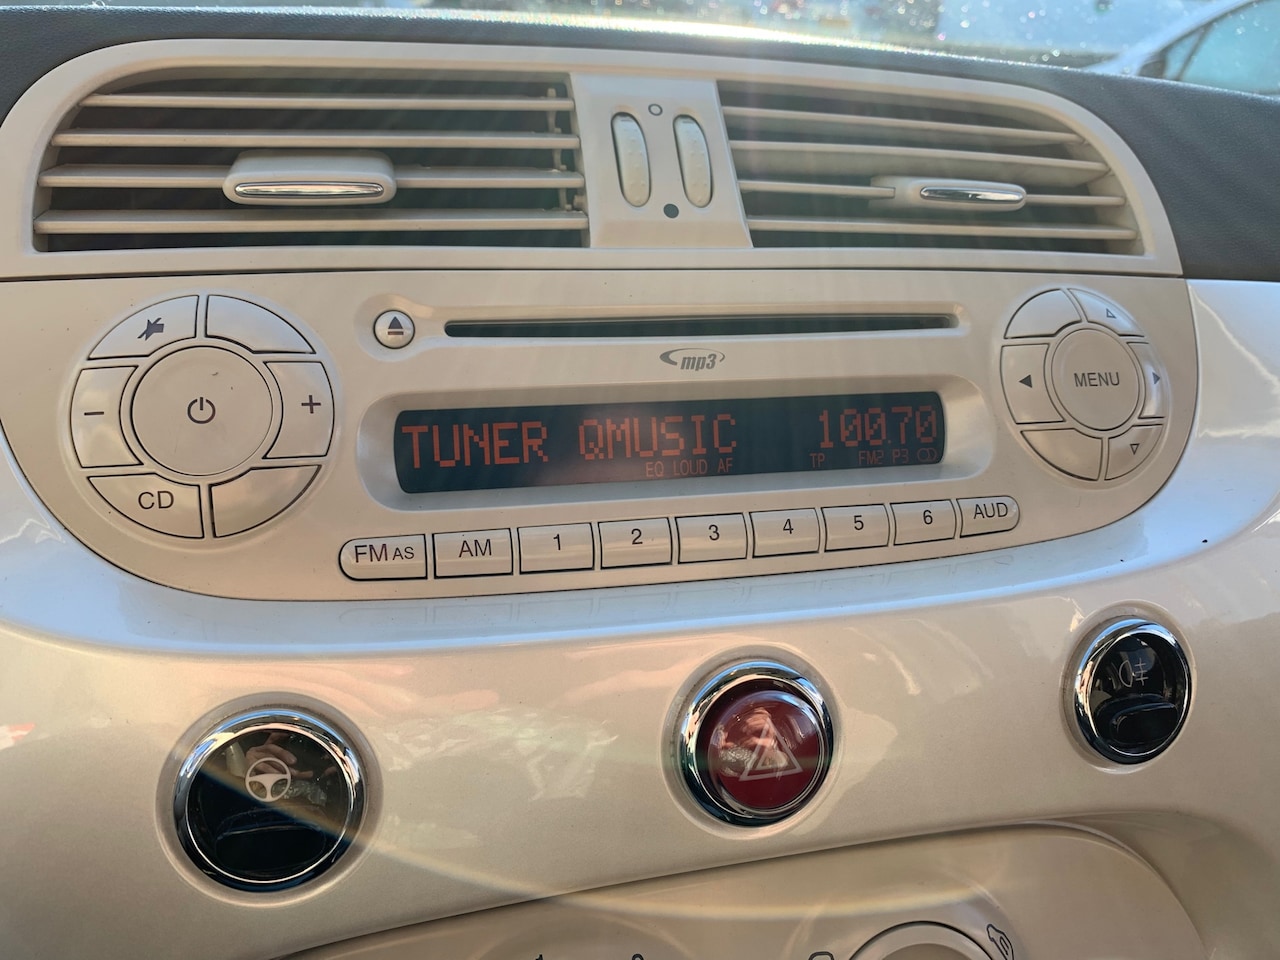 mp3
TUNER QMUSIC 100.70
EQ LOUD AF TP FM2 P3
MENU
CD
FM AS AM 1 2 3 4 5 6 AUD